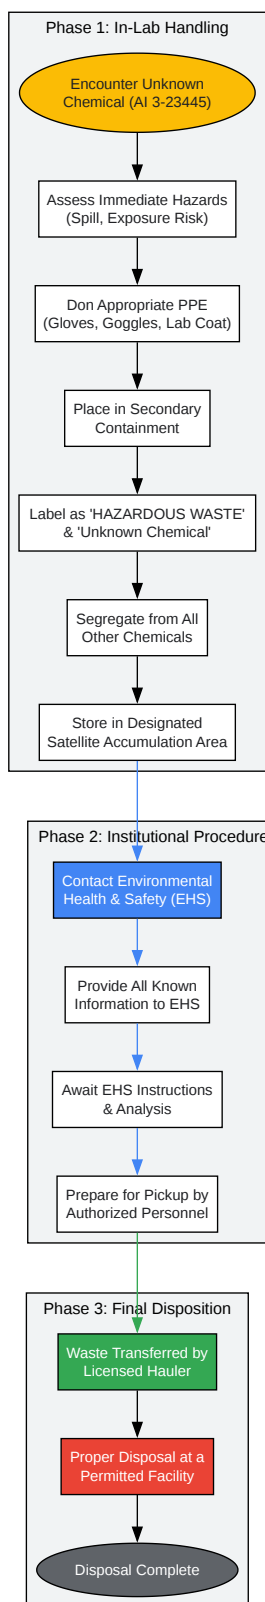 Phase 1: In-Lab Handling
Encounter Unknown
Chemical (AI 3-23445)
Assess Immediate Hazards
(Spill, Exposure Risk)
Don Appropriate PPE
(Gloves, Goggles, Lab Coat)
Place in Secondary
Containment
Label as 'HAZARDOUS WASTE'
& 'Unknown Chemical'
Segregate from All
Other Chemicals
Store in Designated
Satellite Accumulation Area
Phase 2: Institutional Procedure
Contact Environmental
Health & Safety (EHS)
Provide All Known
Information to EHS
Await EHS Instructions
& Analysis
Prepare for Pickup by
Authorized Personnel
Phase 3: Final Disposition
Waste Transferred by
Licensed Hauler
Proper Disposal at a
Permitted Facility
Disposal Complete